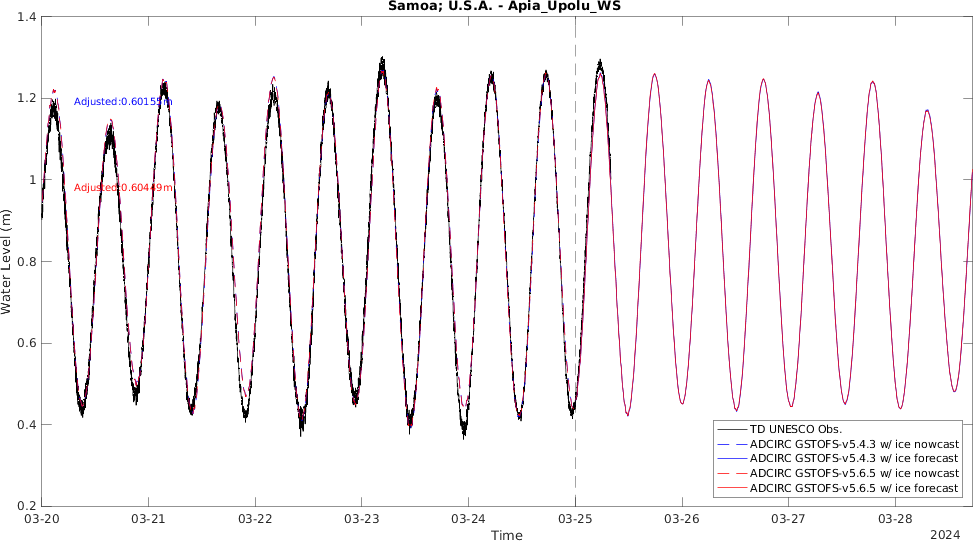 Samoa; U.S.A. - Apia_Upolu_WS
1.4
1.2
1
0.8
0.6
0.4
0.2
Water Level (m)
Adjusted:0.60155m
Adjusted:0.60449m
TD UNESCO Obs.
ADCIRC GSTOFS-v5.4.3 w/ ice nowcast
ADCIRC GSTOFS-v5.4.3 w/ ice forecast
ADCIRC GSTOFS-v5.6.5 w/ ice nowcast
ADCIRC GSTOFS-v5.6.5 w/ ice forecast
03-20 03-21 03-22 03-23 03-24 03-25 03-26 03-27 03-28
Time 2024